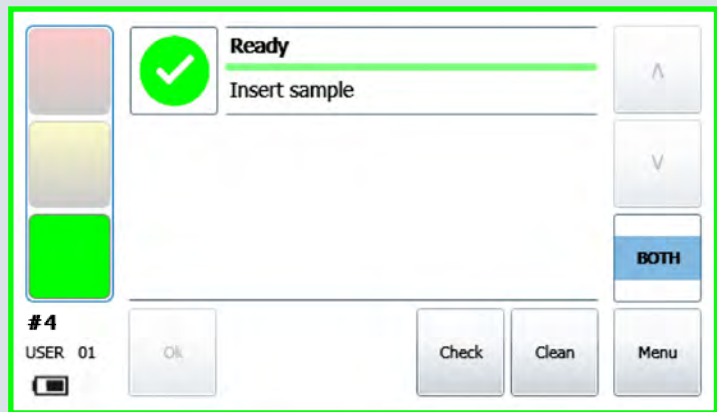 Ready
Insert sample
BOTH
#4
USER 01
Ok
Check
Clean
Menu